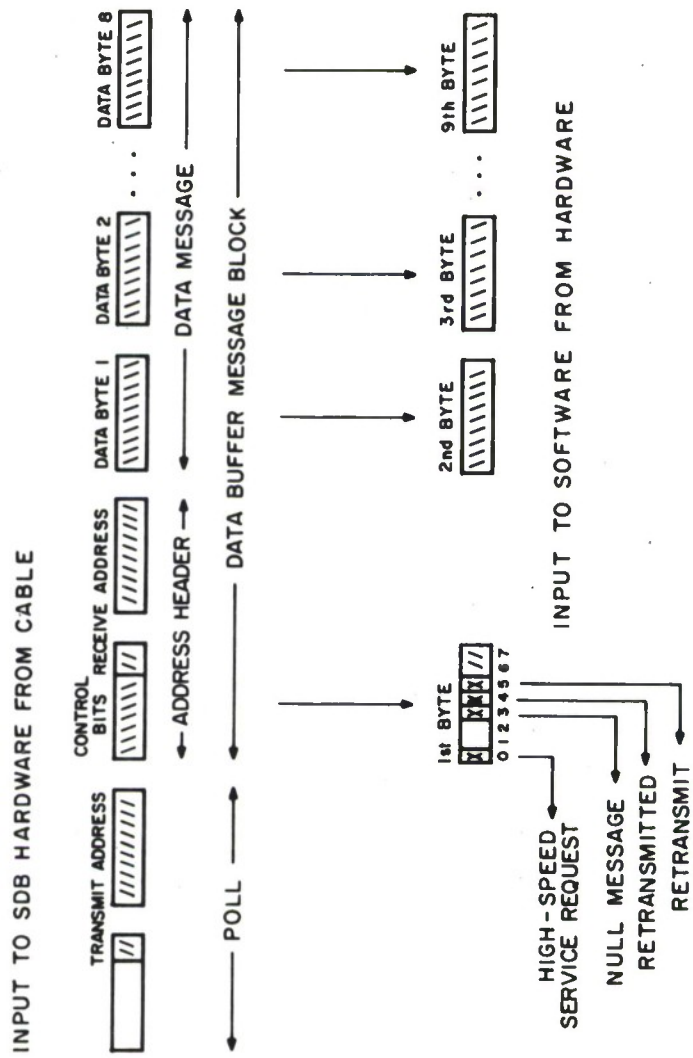 INPUT TO SDB HARDWARE FROM CABLE
TRANSMIT ADDRESS
CONTROL
BITS
RECEIVE ADDRESS
DATA BYTE 1
DATA BYTE 2
...
DATA BYTE 8
ADDRESS HEADER
DATA MESSAGE
POLL
DATA BUFFER MESSAGE BLOCK
1st BYTE
2nd BYTE
3rd BYTE
...
9th BYTE
X X X X
0 1 2 3 4 5 6 7
HIGH-SPEED
SERVICE REQUEST
NULL MESSAGE
RETRANSMITTED
RETRANSMIT
INPUT TO SOFTWARE FROM HARDWARE